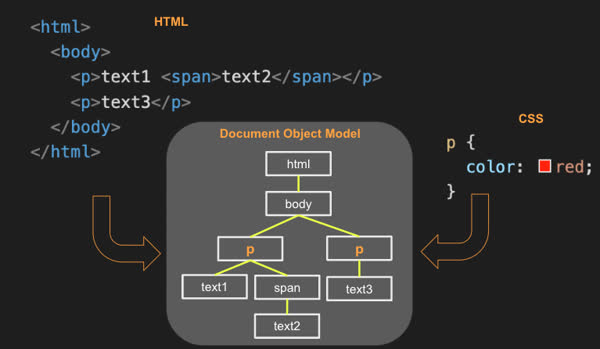 <html>
HTML
<body>
<p>text1 <span>text2</span></p>
<p>text3</p>
</body>
</html>
Document Object Model
html
body
p
p
text1
span
text3
text2
CSS
p {
color: red;
}